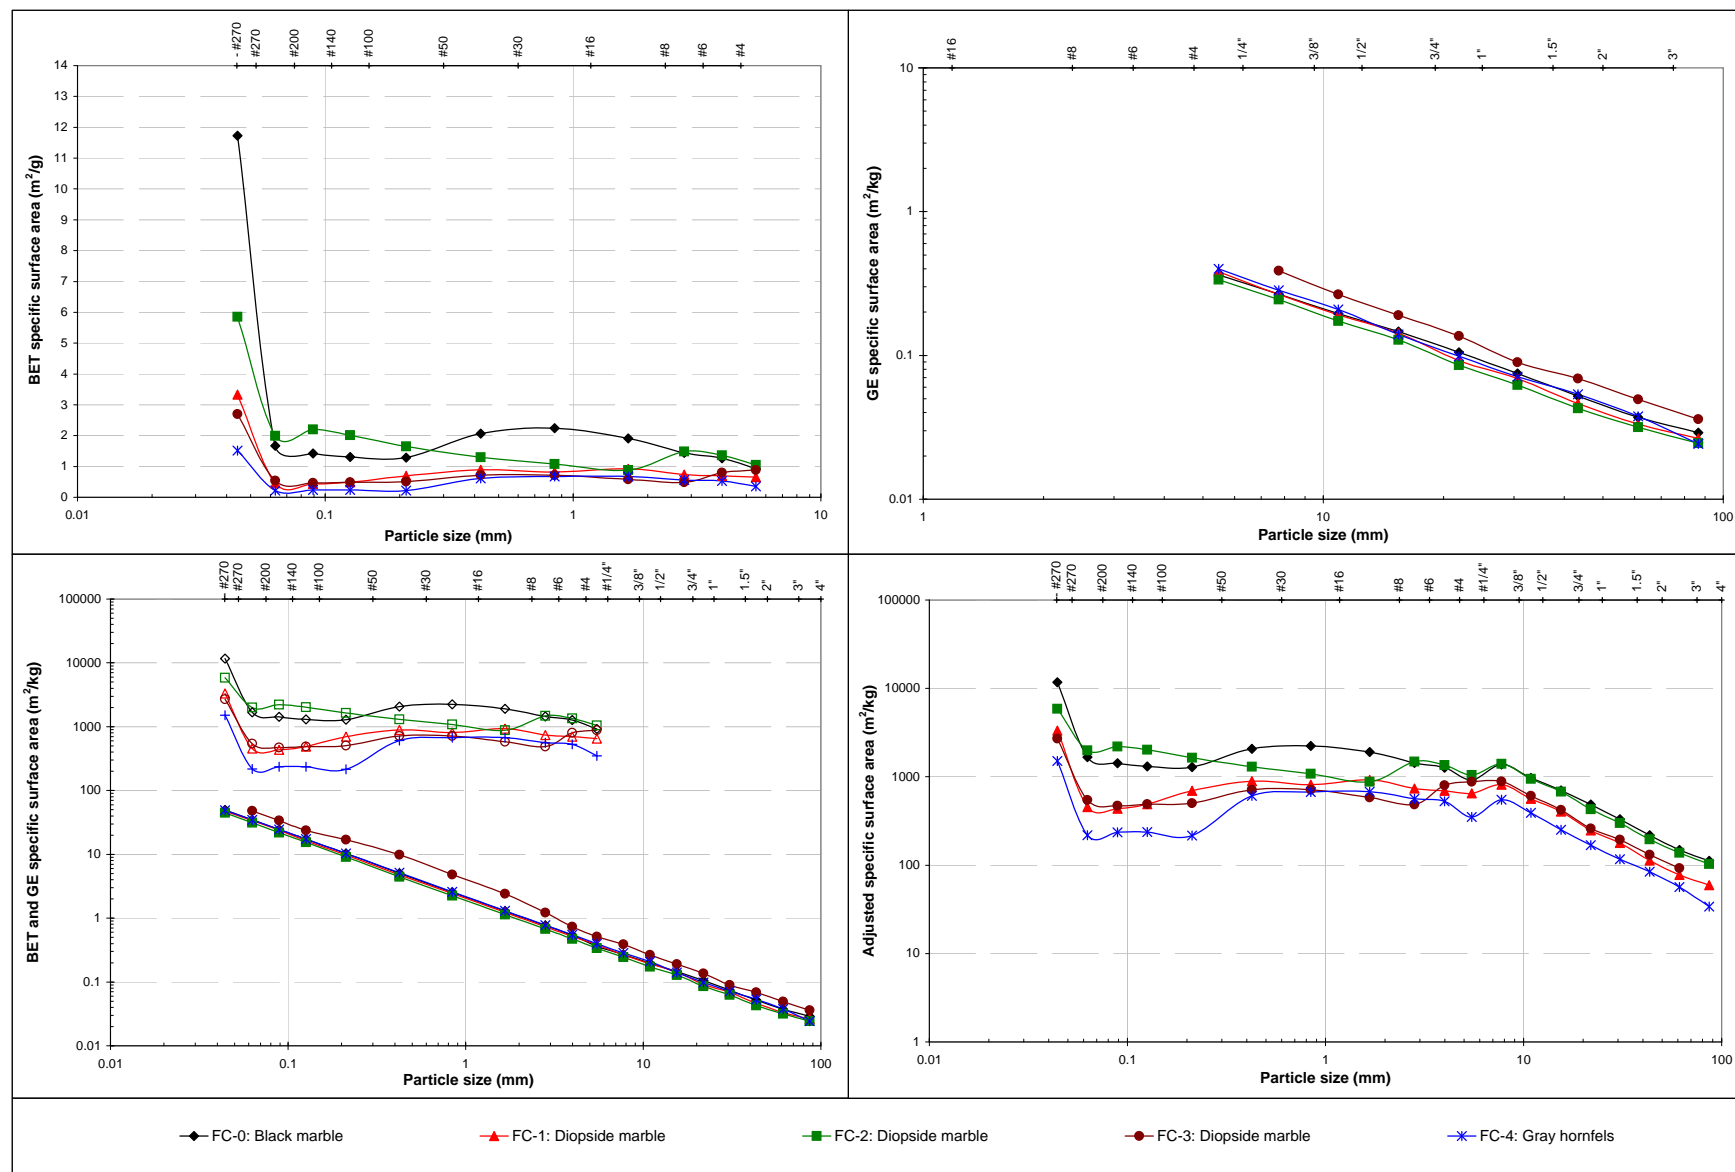 - #270 #270 #200 #140 #100 #50 #30 #16 #8 #6 #4
14
13
12
11
10
9
8
7
6
5
4
3
2
1
0
BET specific surface area (m²/g)
0.01 0.1 1 10
Particle size (mm)
#16 #8 #6 #4 1/4" 3/8" 1/2" 3/4" 1" 1.5" 2" 3"
10
1
0.1
0.01
GE specific surface area (m²/kg)
1 10 100
Particle size (mm)
- #270 #270 #200 #140 #100 #50 #30 #16 #8 #6 #4 #1/4" 3/8" 1/2" 3/4" 1" 1.5" 2" 3" 4"
100000
10000
1000
100
10
1
0.1
0.01
BET and GE specific surface area (m²/kg)
0.01 0.1 1 10 100
Particle size (mm)
- #270 #270 #200 #140 #100 #50 #30 #16 #8 #6 #4 #1/4" 3/8" 1/2" 3/4" 1" 1.5" 2" 3" 4"
100000
10000
1000
100
10
1
Adjusted specific surface area (m²/kg)
0.01 0.1 1 10 100
Particle size (mm)
FC-0: Black marble FC-1: Diopside marble FC-2: Diopside marble FC-3: Diopside marble FC-4: Gray hornfels